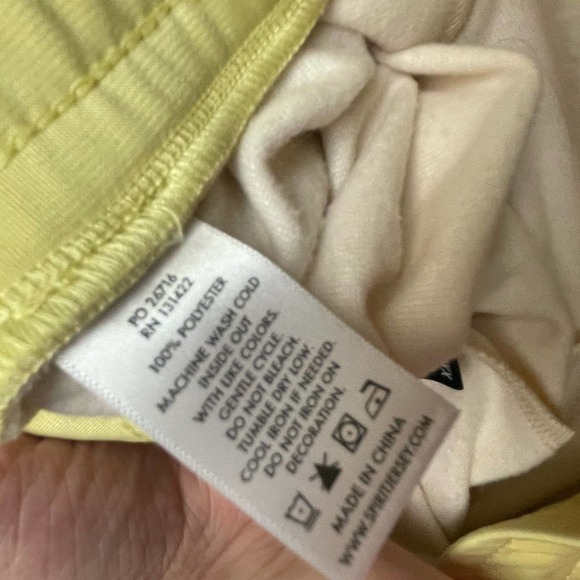 PO 26716
RN 131422
100% POLYESTER
MACHINE WASH COLD
INSIDE OUT
WITH LIKE COLORS.
GENTLE CYCLE.
DO NOT BLEACH.
TUMBLE DRY LOW.
COOL IRON IF NEEDED.
DO NOT IRON ON
DECORATION.
MADE IN CHINA
WWW.SPIRITJERSEY.COM